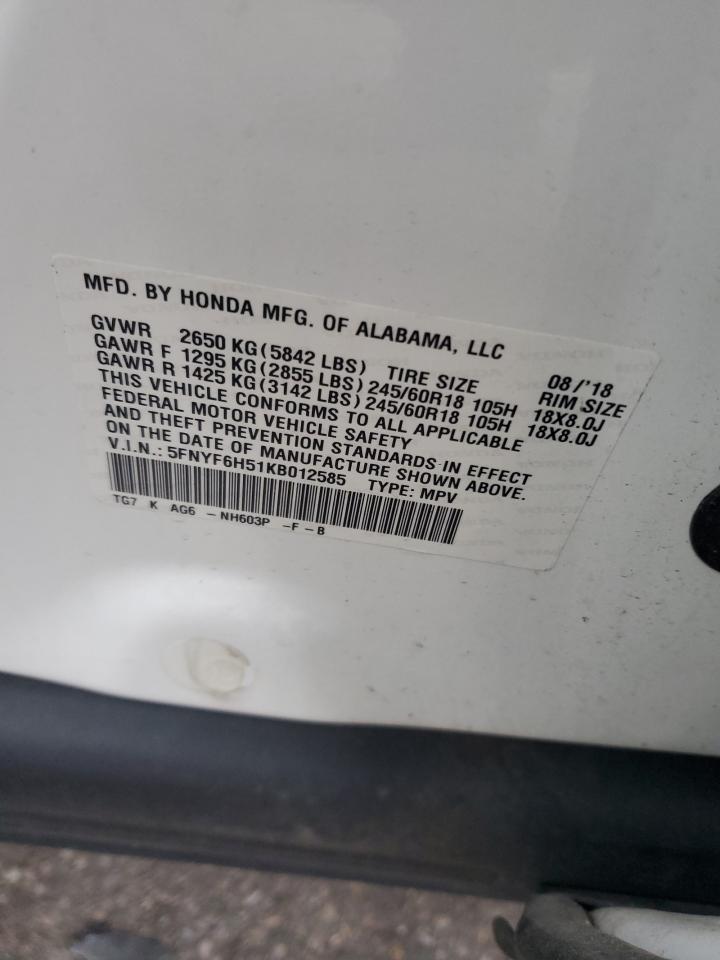 MFD. BY HONDA MFG. OF ALABAMA, LLC
08/'18
GVWR 2650 KG (5842 LBS) TIRE SIZE RIM SIZE
GAWR F 1295 KG (2855 LBS) 245/60R18 105H 18X8.0J
GAWR R 1425 KG (3142 LBS) 245/60R18 105H 18X8.0J
THIS VEHICLE CONFORMS TO ALL APPLICABLE
FEDERAL MOTOR VEHICLE SAFETY
AND THEFT PREVENTION STANDARDS IN EFFECT
ON THE DATE OF MANUFACTURE SHOWN ABOVE.
V.I.N.: 5FNYF6H51KB012585 TYPE: MPV
TG7 K AG6 - NH603P -F-B